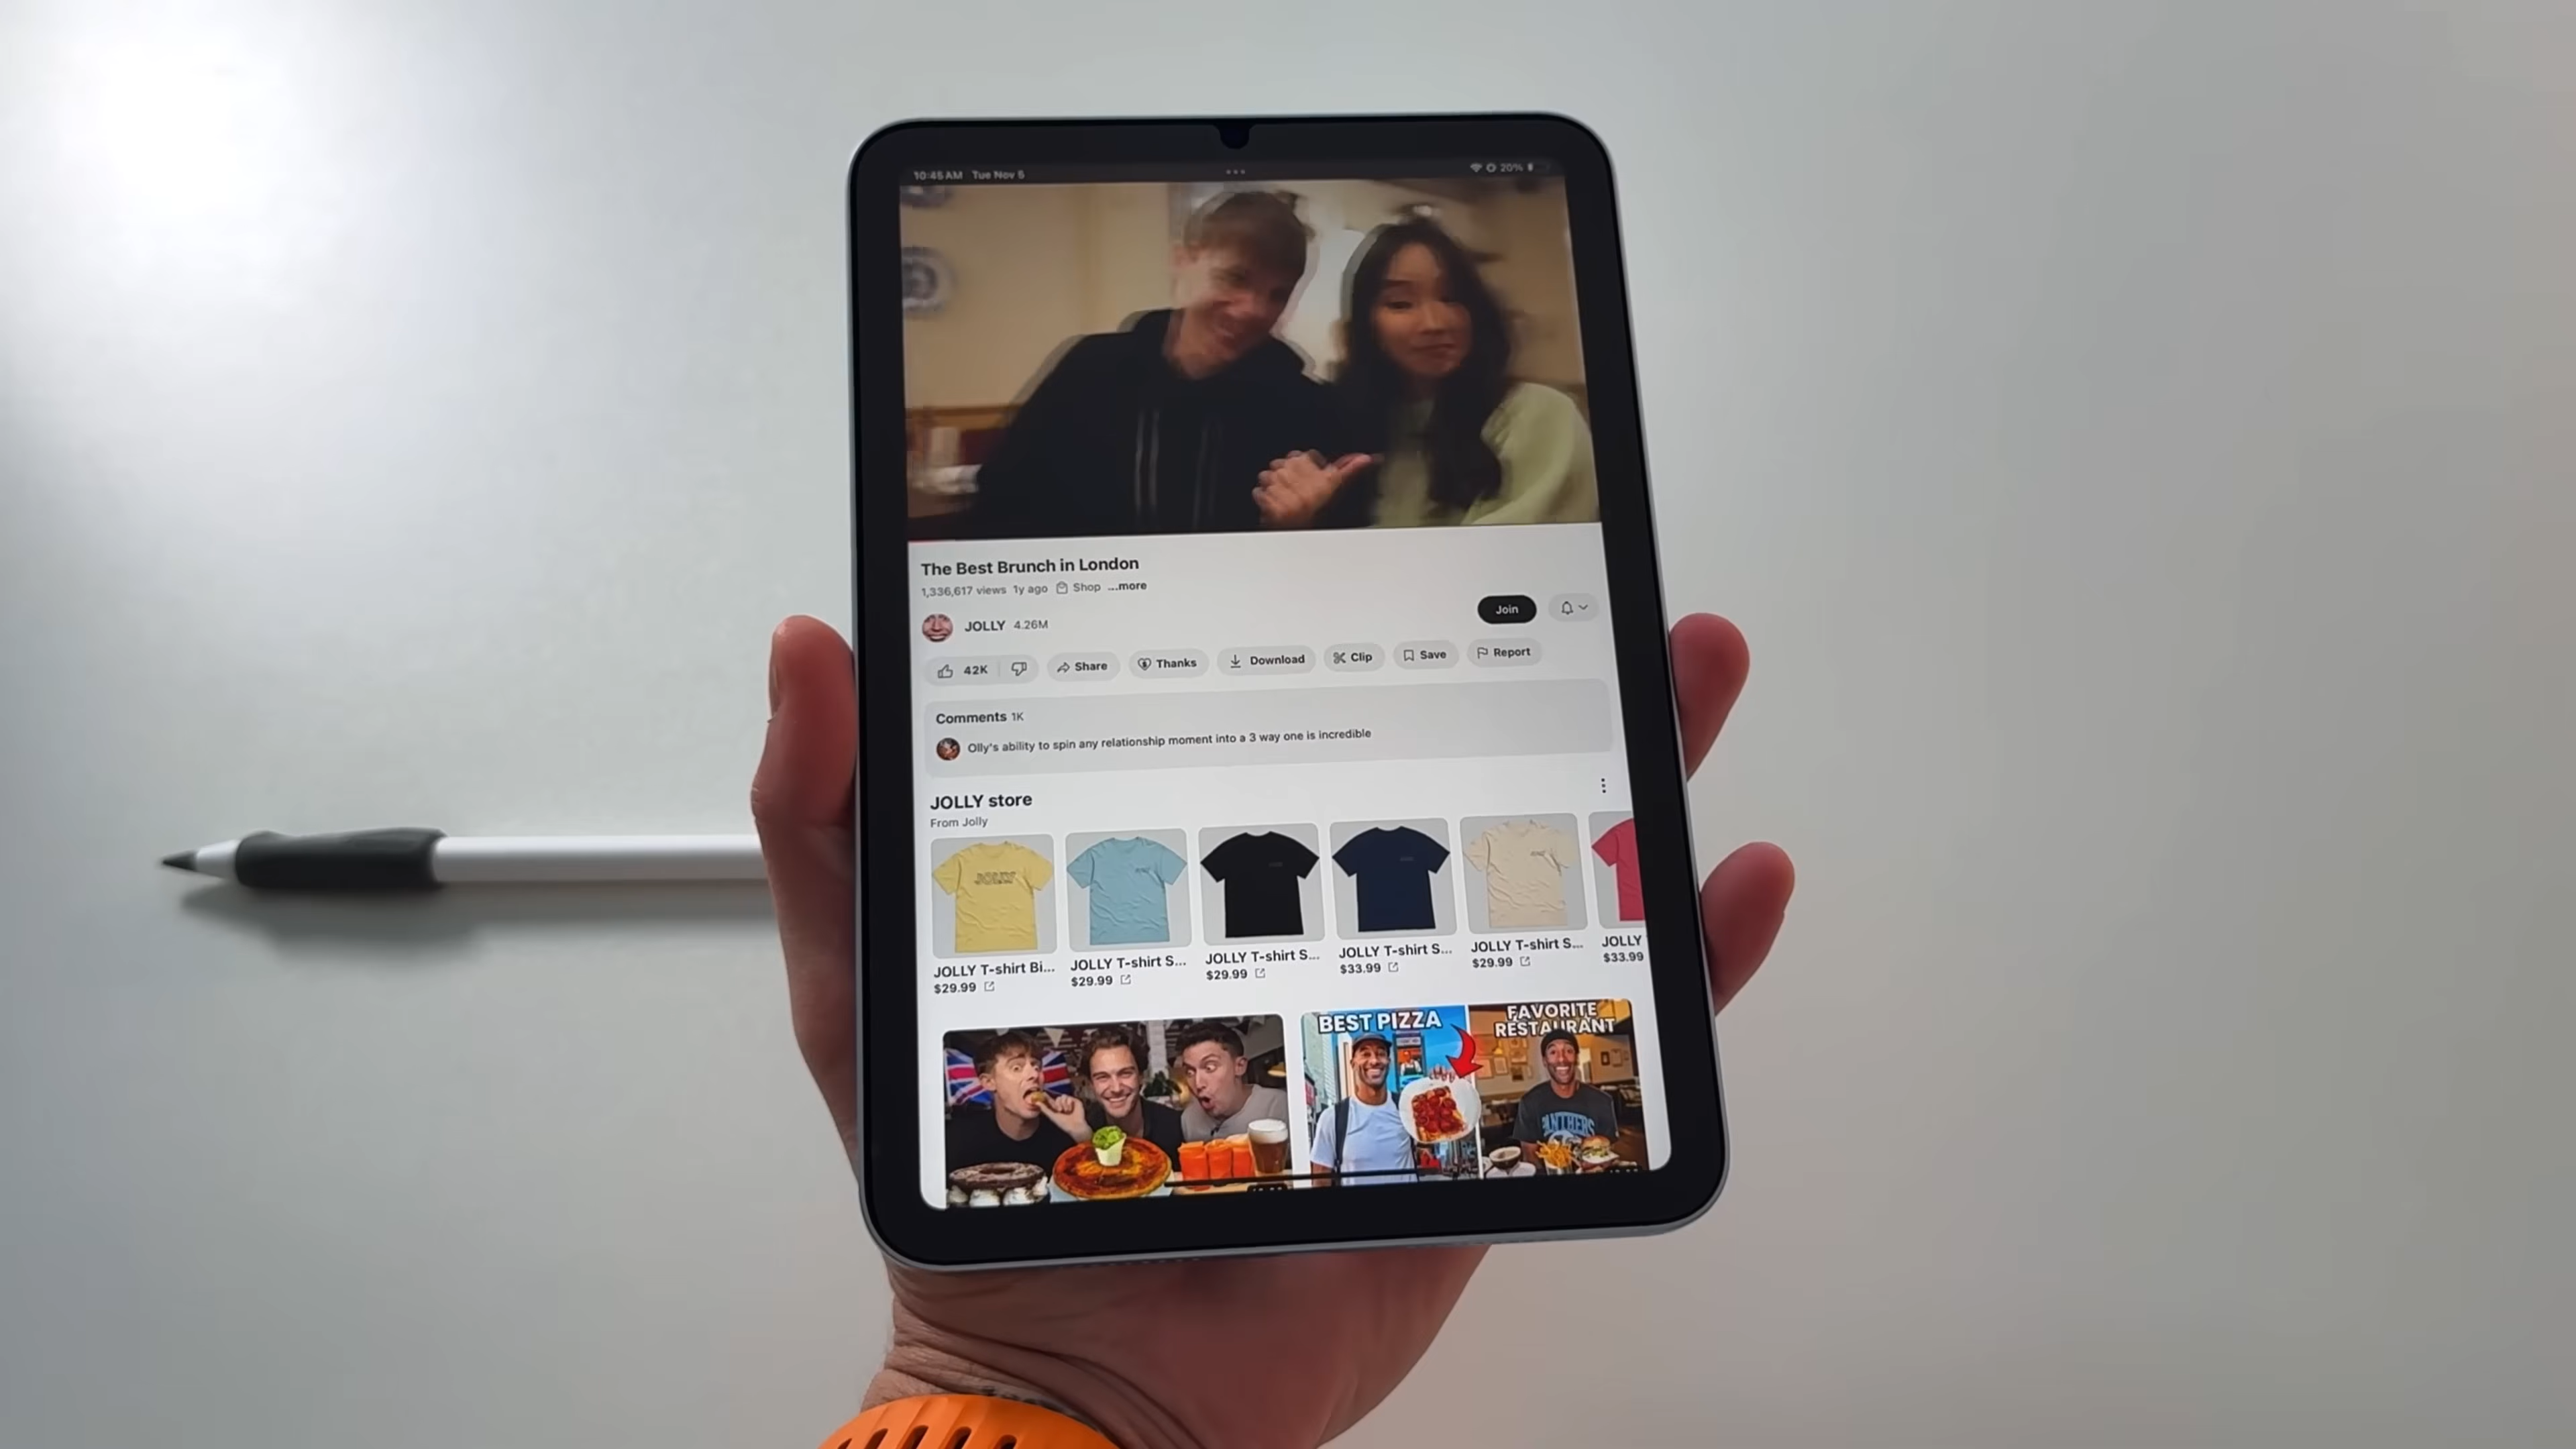 10:45 AM Tue Nov 5
20%
The Best Brunch in London
1,336,617 views 1y ago Shop ...more
JOLLY 4.26M
Join
42K Share Thanks Download Clip Save Report
Comments 1K
Olly's ability to spin any relationship moment into a 3 way one is incredible
JOLLY store
From Jolly
JOLLY
JOLLY T-shirt Bi... JOLLY T-shirt S... JOLLY T-shirt S... JOLLY T-shirt S... JOLLY T-shirt S... JOLLY
$29.99 $29.99 $29.99 $33.99 $29.99 $33.99
BEST PIZZA
FAVORITE
RESTAURANT
PANTHERS